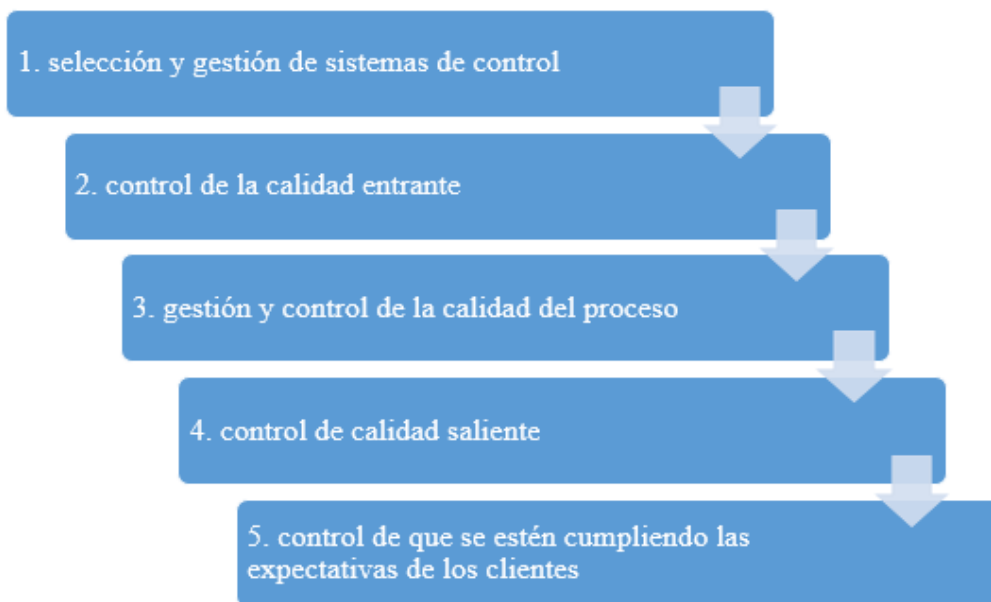 1. selección y gestión de sistemas de control
2. control de la calidad entrante
3. gestión y control de la calidad del proceso
4. control de calidad saliente
5. control de que se estén cumpliendo las
expectativas de los clientes